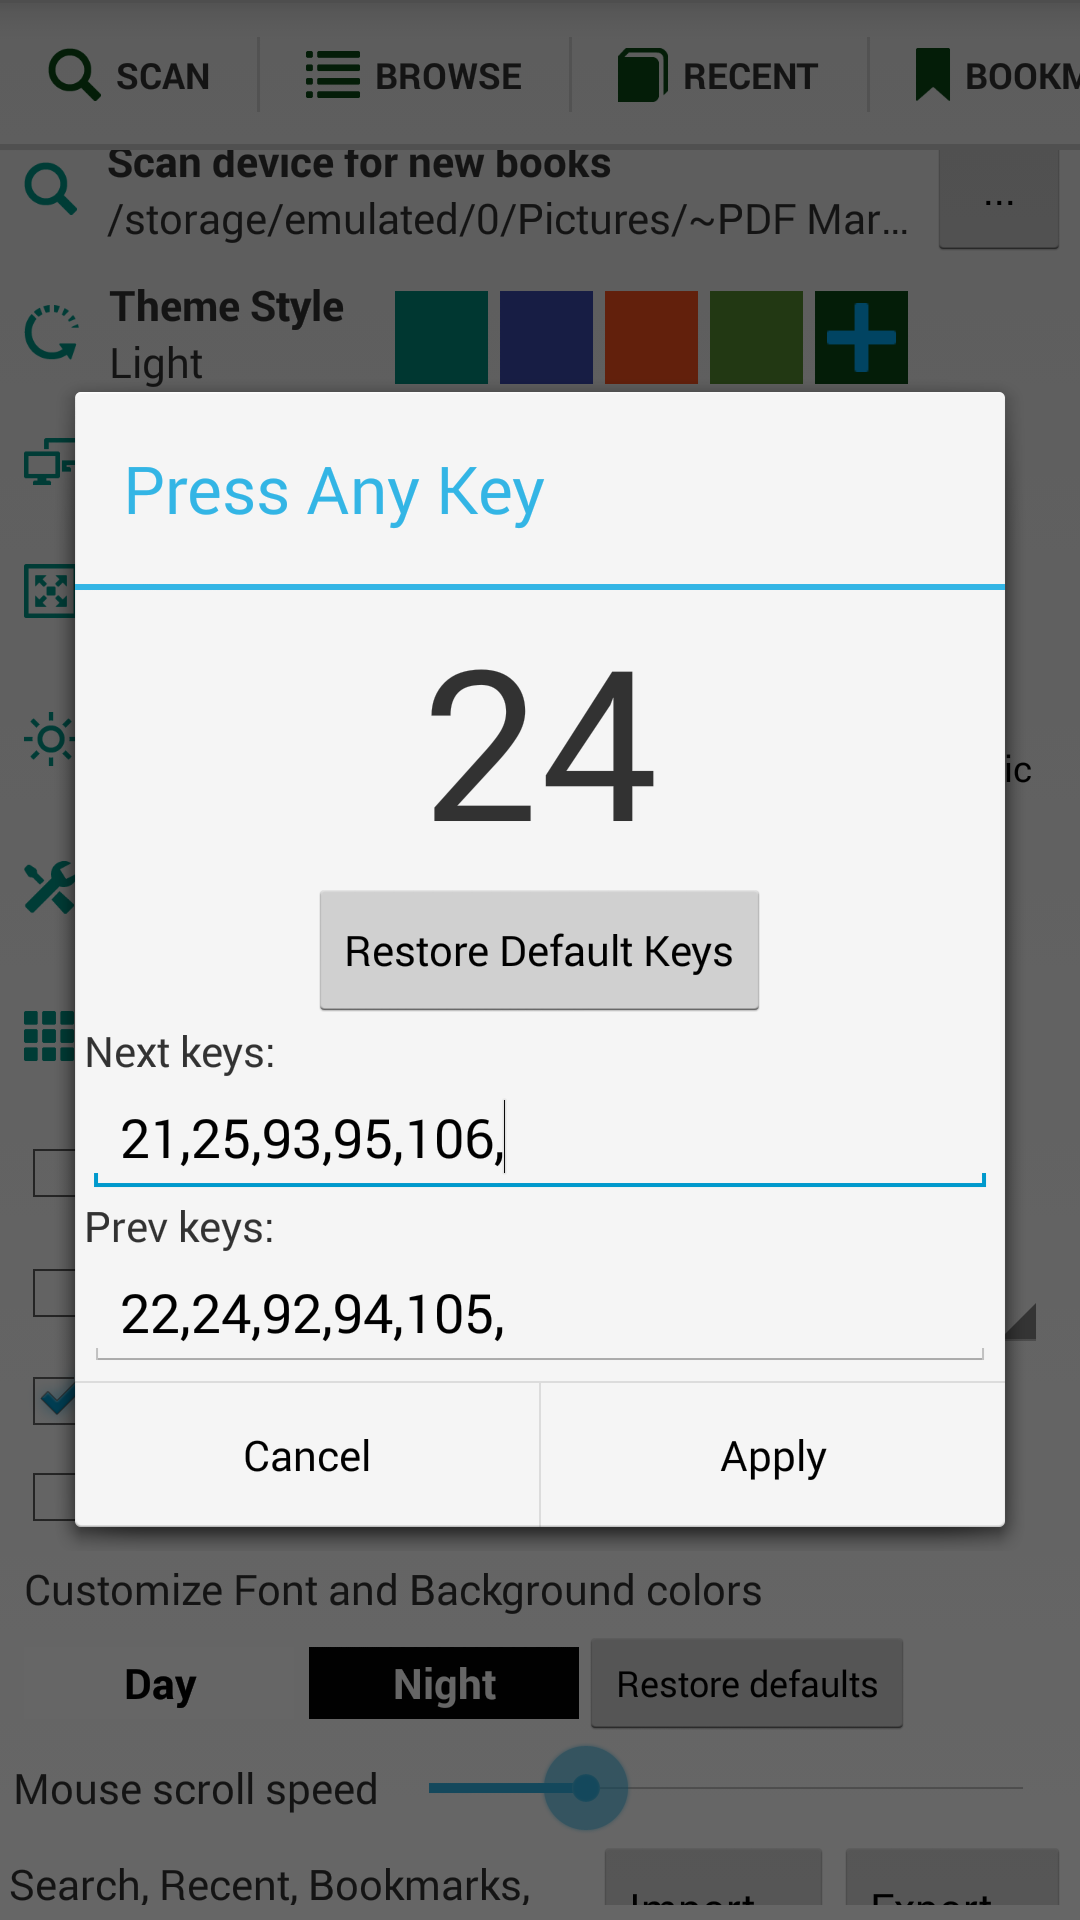 SCAN BROWSE RECENT BOOKM
Scan device for new books
/storage/emulated/0/Pictures/~PDF Mar...
...
Theme Style
Light
Press Any Key
24
ic
Restore Default Keys
Next keys:
21,25,93,95,106,
Prev keys:
22,24,92,94,105,
Cancel Apply
Customize Font and Background colors
Day Night Restore defaults
Mouse scroll speed
Search, Recent, Bookmarks, Import Export